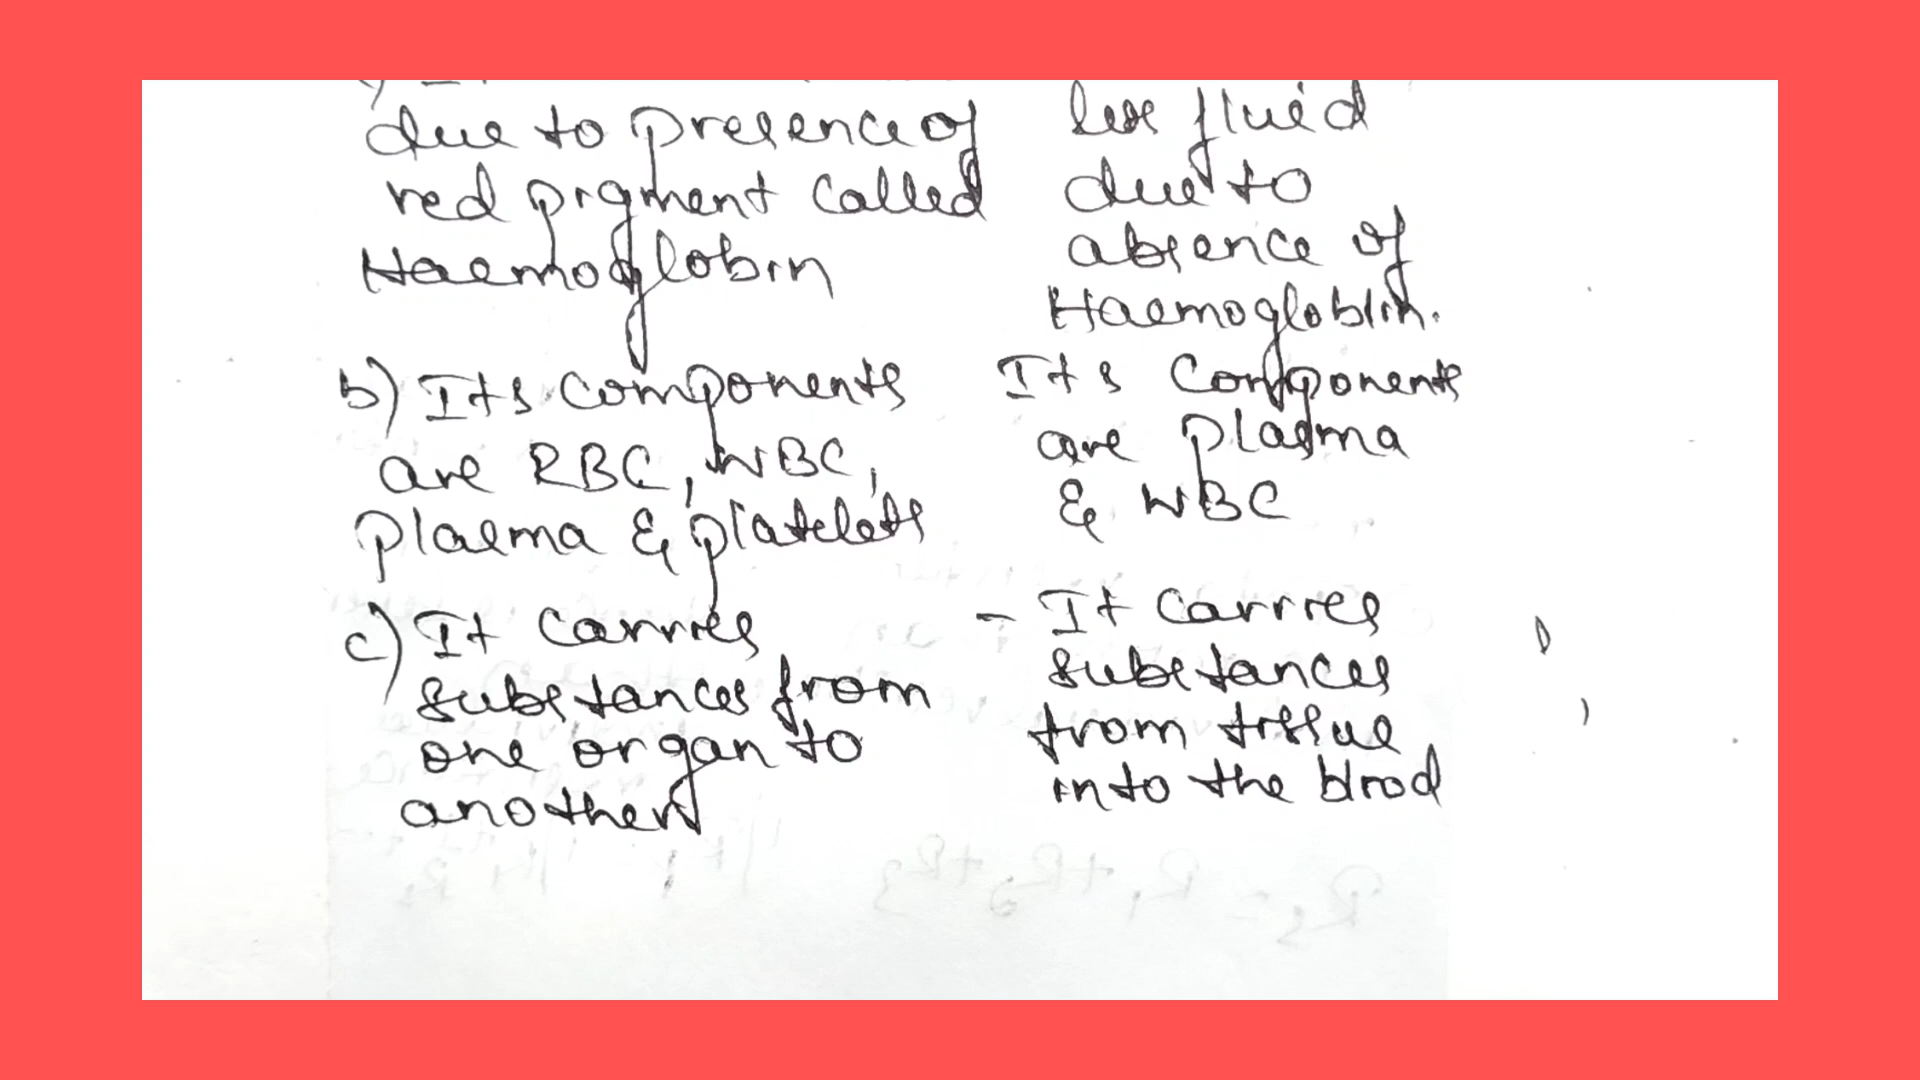 due to presence of
red pigment called
Haemoglobin
b) Its components
are RBC, WBC,
plasma & platelets
c) It carries
substances from
one organ to
another
less fluid
due to
absence of
Haemogloblin.
Its components
are plasma
& WBC
- It carries
substances
from tissue
into the blood